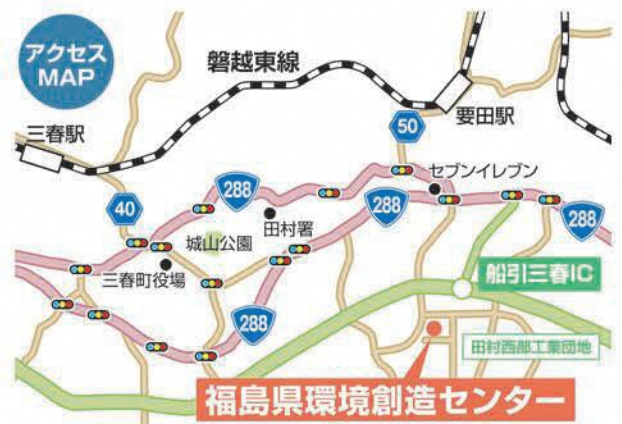 アクセス
MAP
磐越東線
三春駅
要田駅
50
セブンイレブン
288
288
288
40
田村署
城山公園
三春町役場
船引三春IC
288
田村西部工業団地
福島県環境創造センター